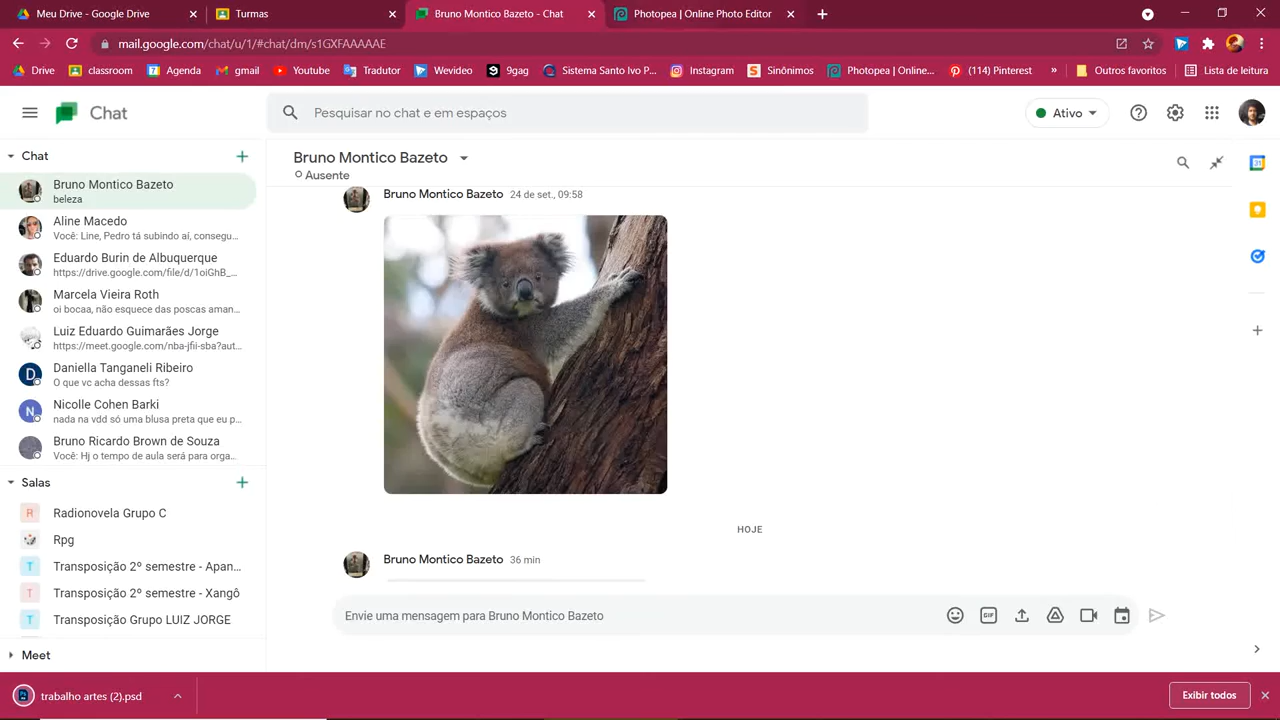 Meu Drive - Google Drive
Turmas
Bruno Montico Bazeto - Chat
Photopea | Online Photo Editor
mail.google.com/chat/u/1/#chat/dm/s1GXFAAAAAE
Drive
classroom
Agenda
gmail
Youtube
Tradutor
Wevideo
9gag
Sistema Santo Ivo P...
Instagram
Sinônimos
Photopea | Online...
(114) Pinterest
»
Outros favoritos
Lista de leitura
Chat
Pesquisar no chat e em espaços
Ativo
Chat
Bruno Montico Bazeto
beleza
Aline Macedo
Você: Line, Pedro tá subindo aí, consegu...
Eduardo Burin de Albuquerque
https://drive.google.com/file/d/1oiGhB_...
Marcela Vieira Roth
oi bocaa, não esquece das poscas aman...
Luiz Eduardo Guimarães Jorge
https://meet.google.com/nba-jfii-sba?aut...
D
Daniella Tanganeli Ribeiro
O que vc acha dessas fts?
N
Nicolle Cohen Barki
nada na vdd só uma blusa preta que eu p...
Bruno Ricardo Brown de Souza
Você: Hj o tempo de aula será para orga...
Salas
R
Radionovela Grupo C
Rpg
T
Transposição 2º semestre - Apan...
T
Transposição 2º semestre - Xangô
T
Transposição Grupo LUIZ JORGE
Meet
Bruno Montico Bazeto
Ausente
Bruno Montico Bazeto 24 de set., 09:58
HOJE
Bruno Montico Bazeto 36 min
Envie uma mensagem para Bruno Montico Bazeto
GIF
31
trabalho artes (2).psd
Exibir todos